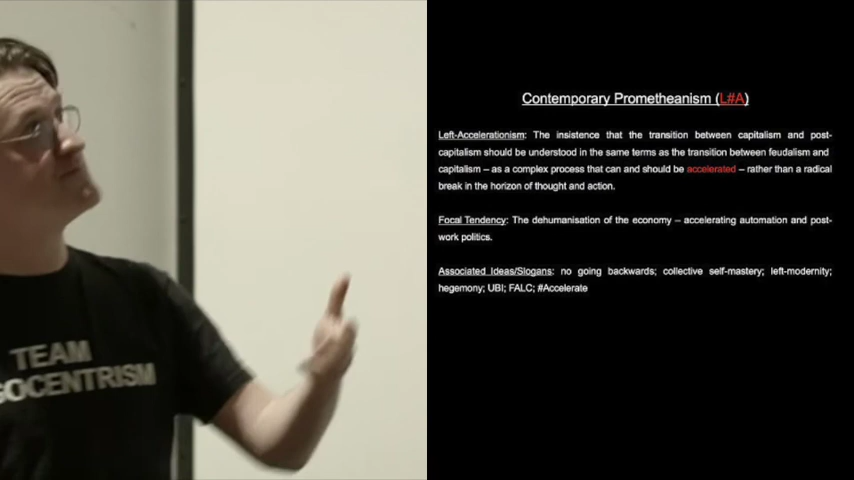 TEAM
GOCENTRISM
Contemporary Prometheanism (L#A)
Left-Accelerationism: The insistence that the transition between capitalism and post-
capitalism should be understood in the same terms as the transition between feudalism and
capitalism – as a complex process that can and should be accelerated – rather than a radical
break in the horizon of thought and action.
Focal Tendency: The dehumanisation of the economy – accelerating automation and post-
work politics.
Associated Ideas/Slogans: no going backwards; collective self-mastery; left-modernity;
hegemony; UBI; FALC; #Accelerate